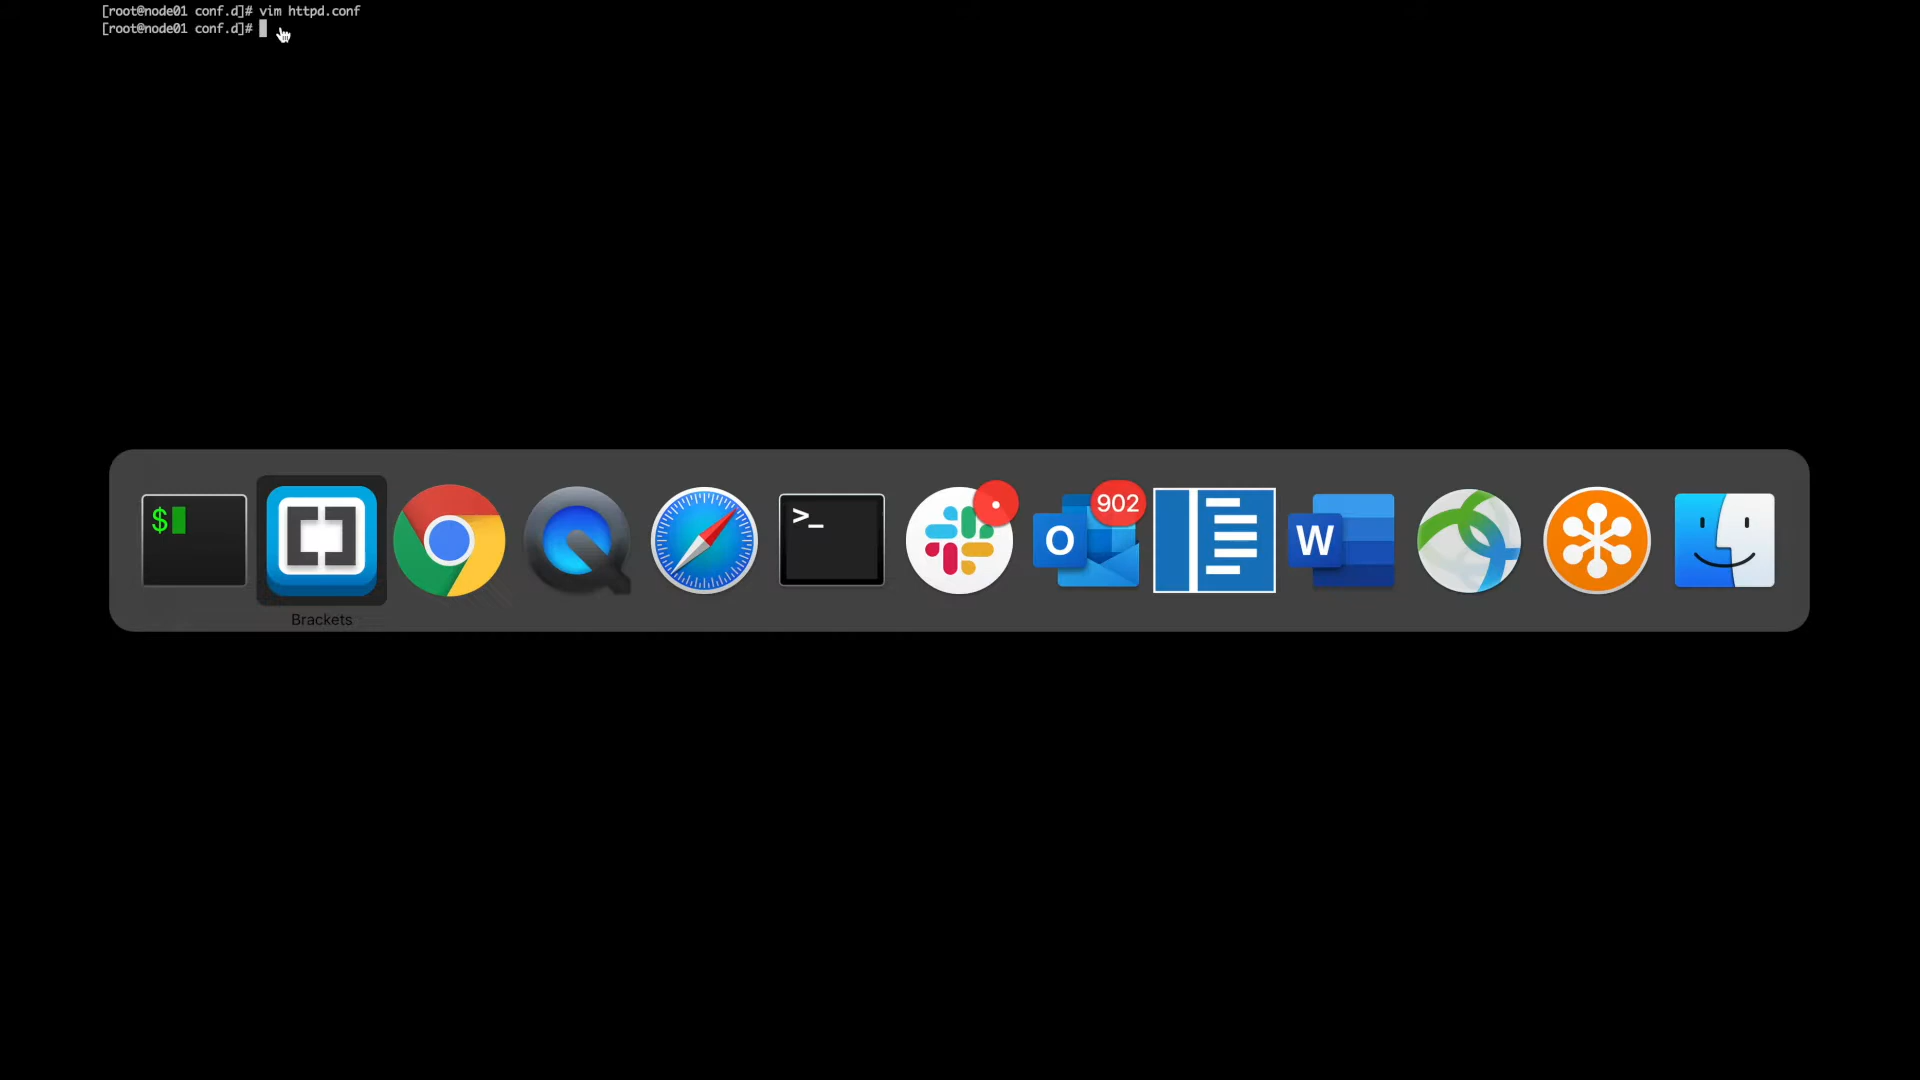 [root@node01 conf.d]# vim httpd.conf
[root@node01 conf.d]#
$
>_
902
O
W
Brackets